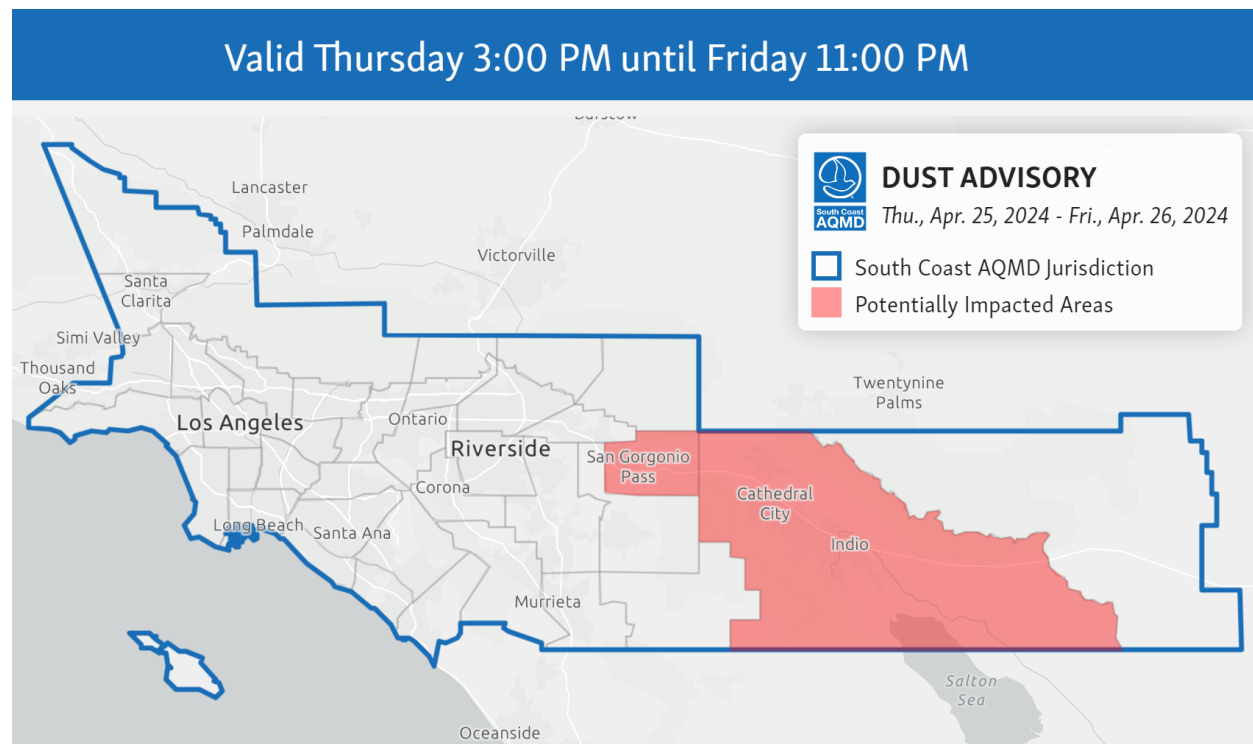 Valid Thursday 3:00 PM until Friday 11:00 PM
Barstow
DUST ADVISORY
South Coast
AQMD
Thu., Apr. 25, 2024 - Fri., Apr. 26, 2024
South Coast AQMD Jurisdiction
Potentially Impacted Areas
Lancaster
Palmdale
Victorville
Santa
Clarita
Simi Valley
Thousand
Oaks
Twentynine
Palms
Los Angeles
Ontario
Riverside
San Gorgonio
Pass
Corona
Cathedral
City
Long Beach
Santa Ana
Indio
Murrieta
Salton
Sea
Oceanside